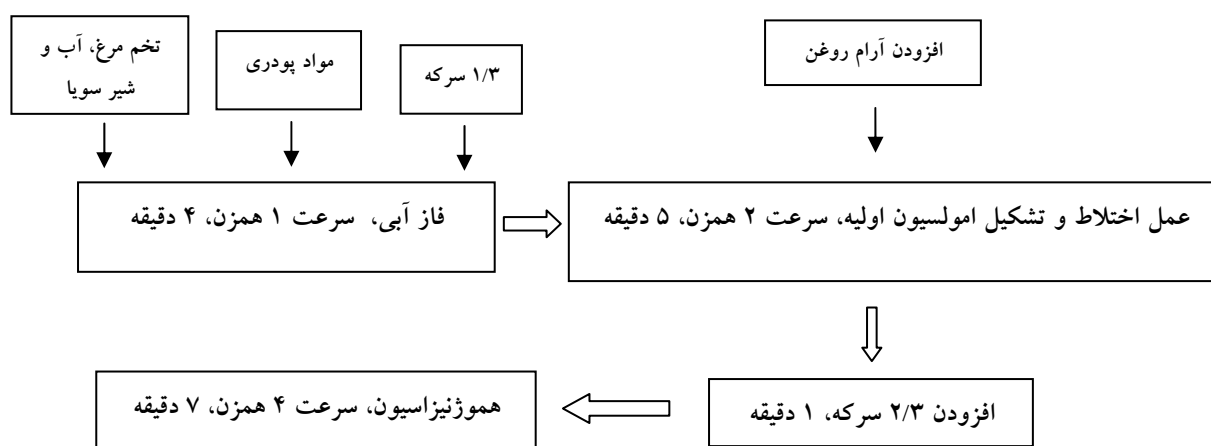 تخم مرغ، آب و
شیر سویا
مواد پودری
۱/۳ سرکه
افزودن آرام روغن
فاز آبی، سرعت ۱ همزن، ۴ دقیقه
عمل اختلاط و تشکیل امولسیون اولیه، سرعت ۲ همزن، ۵ دقیقه
افزودن ۲/۳ سرکه، ۱ دقیقه
هموژنیزاسیون، سرعت ۴ همزن، ۷ دقیقه